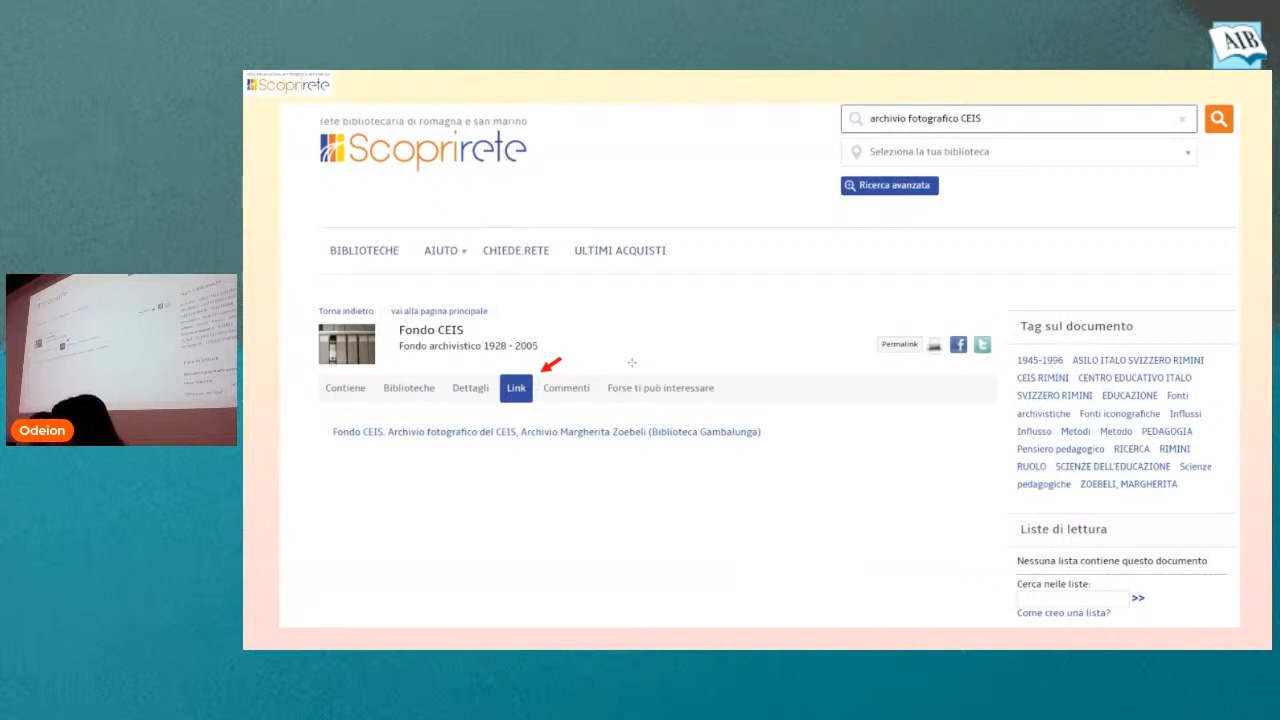 AIB
Scoprirete
rete bibliotecaria di romagna e san marino
Scoprirete
archivio fotografico CEIS ×
Seleziona la tua biblioteca
Ricerca avanzata
BIBLIOTECHE AIUTO CHIEDE.RETE ULTIMI ACQUISTI
Torna indietro vai alla pagina principale
Fondo CEIS
Fondo archivistico 1928 - 2005
Permalink
Contiene Biblioteche Dettagli Link Commenti Forse ti può interessare
Fondo CEIS. Archivio fotografico del CEIS, Archivio Margherita Zoebeli (Biblioteca Gambalunga)
Tag sul documento
1945-1996 ASILO ITALO SVIZZERO RIMINI
CEIS RIMINI CENTRO EDUCATIVO ITALO
SVIZZERO RIMINI EDUCAZIONE Fonti
archivistiche Fonti iconografiche Influssi
Influsso Metodi Metodo PEDAGOGIA
Pensiero pedagogico RICERCA RIMINI
RUOLO SCIENZE DELL'EDUCAZIONE Scienze
pedagogiche ZOEBELI, MARGHERITA
Liste di lettura
Nessuna lista contiene questo documento
Cerca nelle liste:
>>
Come creo una lista?
Odeion